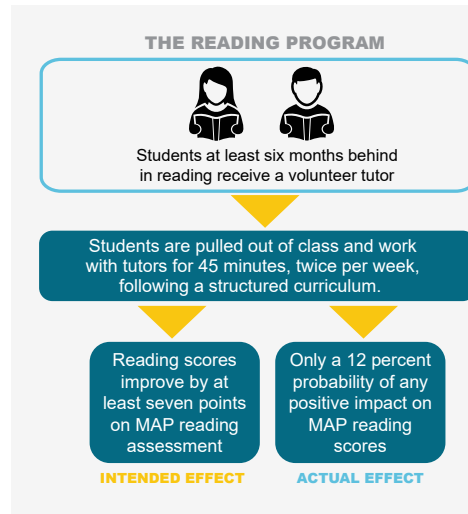 THE READING PROGRAM
Students at least six months behind
in reading receive a volunteer tutor
Students are pulled out of class and work
with tutors for 45 minutes, twice per week,
following a structured curriculum.
Reading scores
improve by at
least seven points
on MAP reading
assessment
INTENDED EFFECT
Only a 12 percent
probability of any
positive impact on
MAP reading
scores
ACTUAL EFFECT